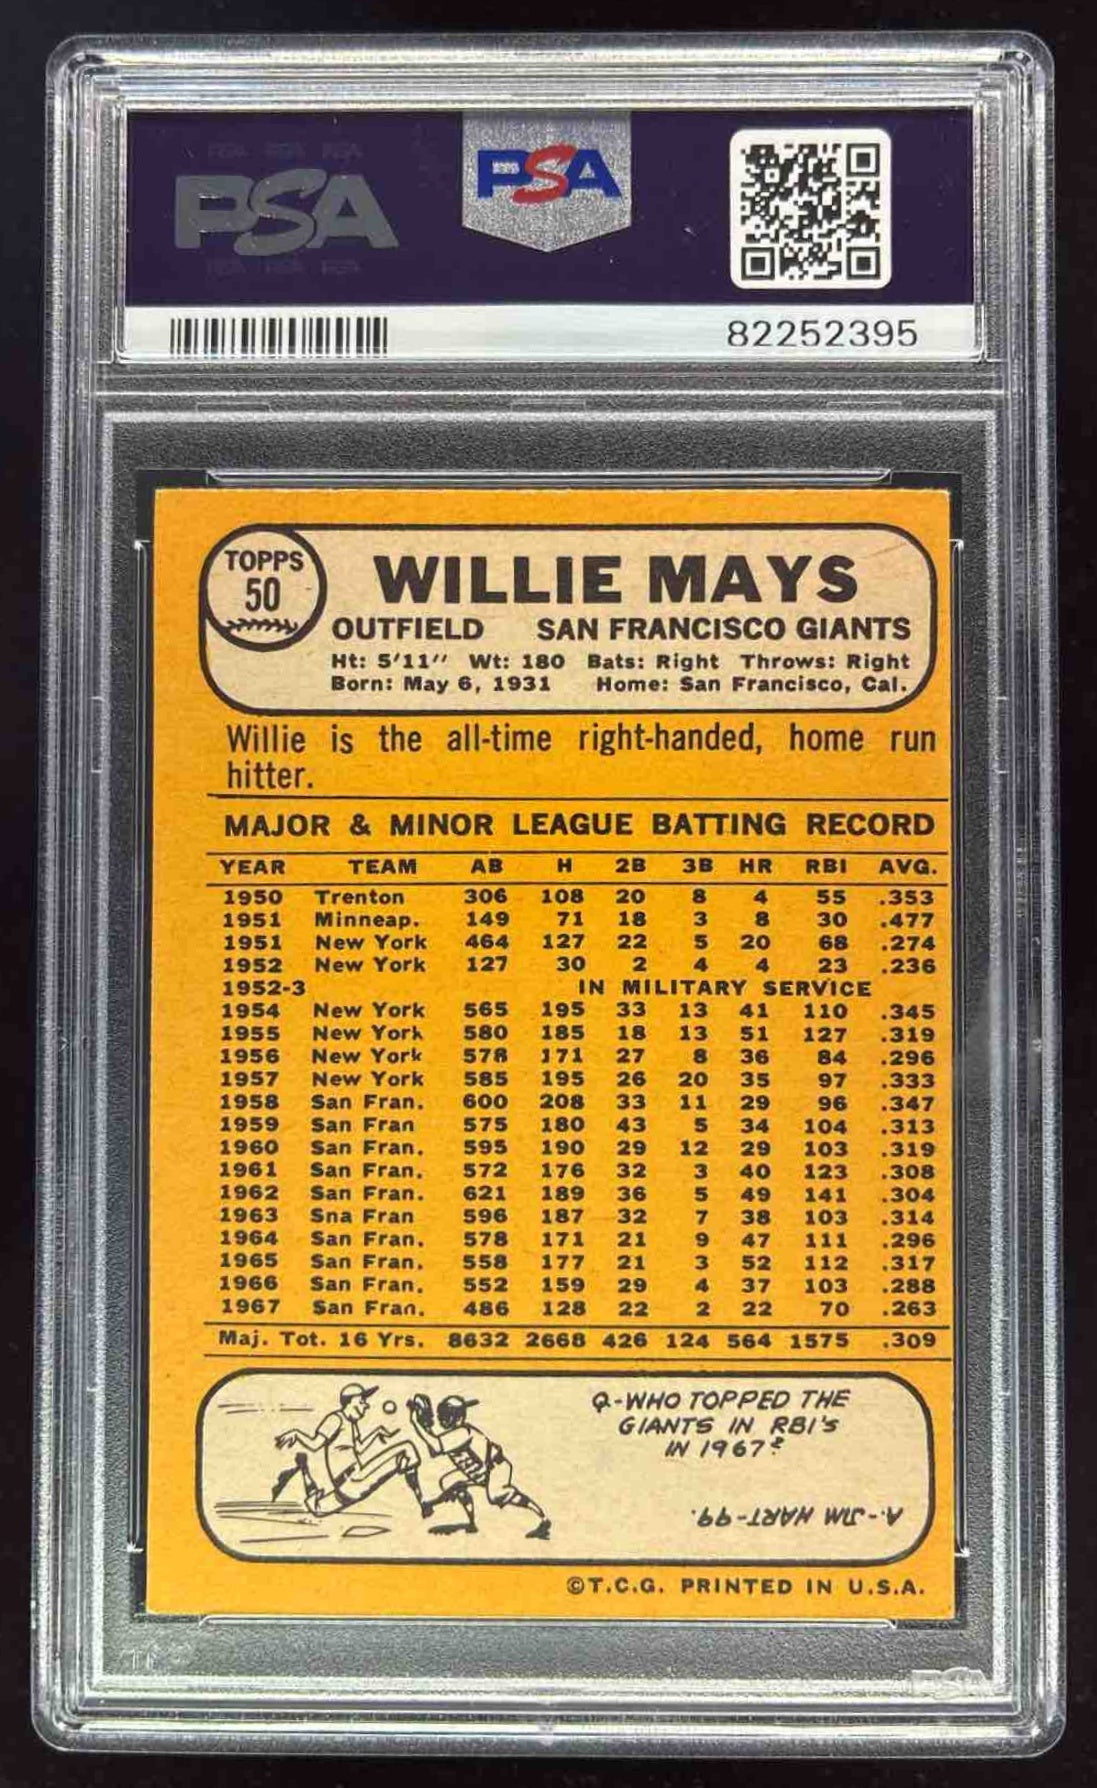 PSA PSA PSA
PSA
PSA PSA PSA
PSA
82252395
TOPPS
50
WILLIE MAYS
OUTFIELD SAN FRANCISCO GIANTS
Ht: 5'11" Wt: 180 Bats: Right Throws: Right
Born: May 6, 1931 Home: San Francisco, Cal.
Willie is the all-time right-handed, home run
hitter.
MAJOR & MINOR LEAGUE BATTING RECORD
YEAR TEAM AB H 2B 3B HR RBI AVG.
1950 Trenton 306 108 20 8 4 55 .353
1951 Minneap. 149 71 18 3 8 30 .477
1951 New York 464 127 22 5 20 68 .274
1952 New York 127 30 2 4 4 23 .236
1952-3 IN MILITARY SERVICE
1954 New York 565 195 33 13 41 110 .345
1955 New York 580 185 18 13 51 127 .319
1956 New York 578 171 27 8 36 84 .296
1957 New York 585 195 26 20 35 97 .333
1958 San Fran. 600 208 33 11 29 96 .347
1959 San Fran 575 180 43 5 34 104 .313
1960 San Fran. 595 190 29 12 29 103 .319
1961 San Fran. 572 176 32 3 40 123 .308
1962 San Fran. 621 189 36 5 49 141 .304
1963 Sna Fran 596 187 32 7 38 103 .314
1964 San Fran. 578 171 21 9 47 111 .296
1965 San Fran. 558 177 21 3 52 112 .317
1966 San Fran. 552 159 29 4 37 103 .288
1967 San Fran. 486 128 22 2 22 70 .263
Maj. Tot. 16 Yrs. 8632 2668 426 124 564 1575 .309
Q-WHO TOPPED THE
GIANTS IN RBI'S
IN 1967?
A.-JIM HART-99.
©T.C.G. PRINTED IN U.S.A.
PSA